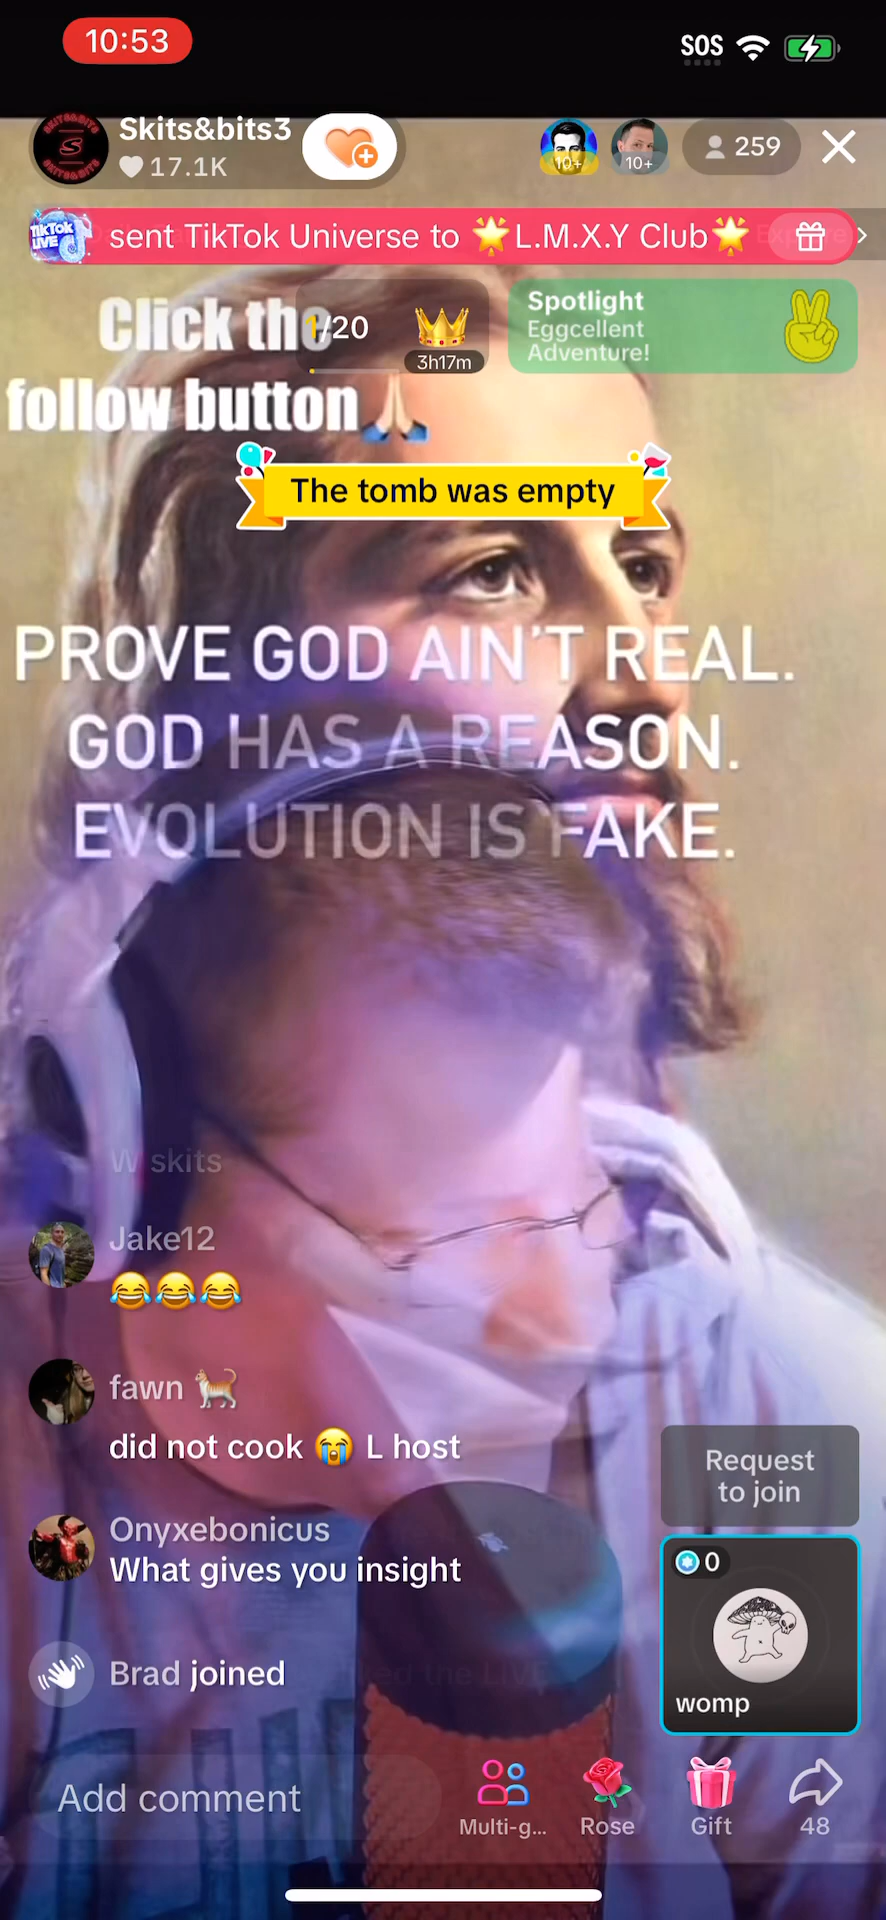 10:53
SOS
Skits&bits3
17.1K
10+
10+
259
TikTok
LIVE
sent TikTok Universe to 🌟L.M.X.Y Club🌟
Click the
follow button🙏
1/20
3h17m
Spotlight
Eggcellent
Adventure!
The tomb was empty
PROVE GOD AIN'T REAL.
GOD HAS A REASON.
EVOLUTION IS FAKE.
W skits
Jake12
😂😂😂
fawn 🐈
did not cook 😭 L host
Onyxebonicus
What gives you insight
Brad joined
Request
to join
0
womp
Add comment
Multi-g...
Rose
Gift
48